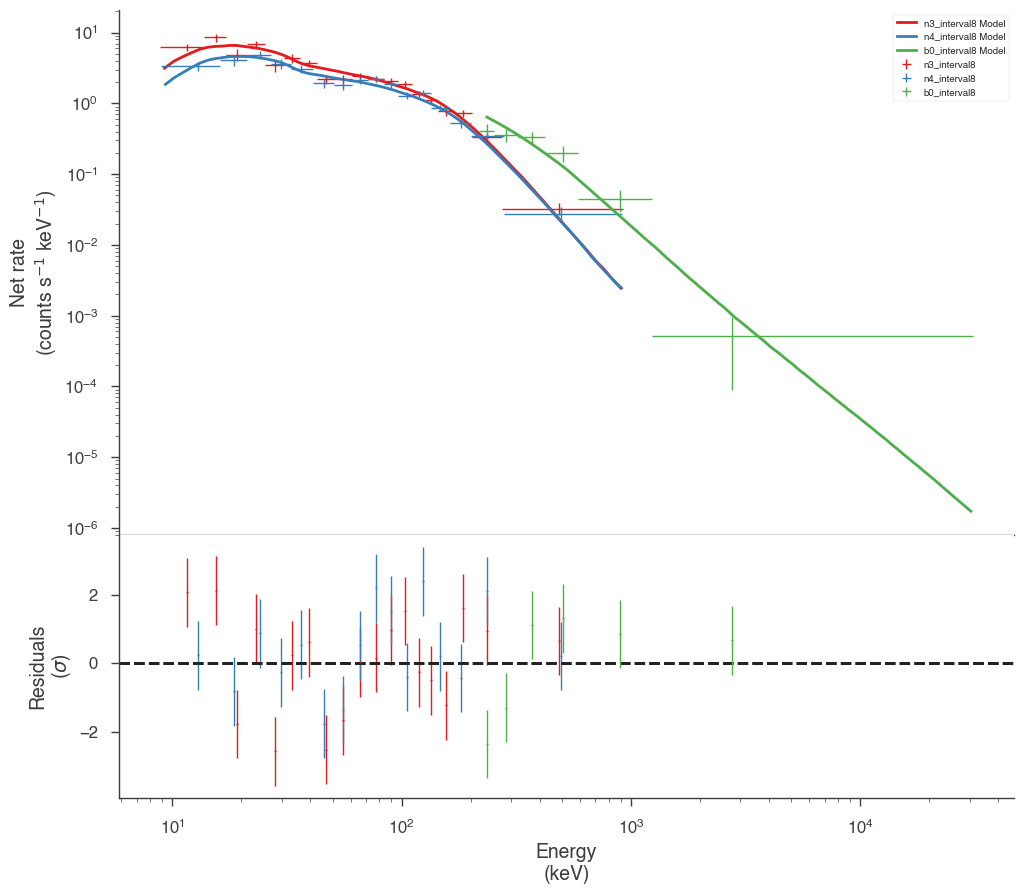 n3_interval8 Model
n4_interval8 Model
b0_interval8 Model
n3_interval8
n4_interval8
b0_interval8
Net rate
(counts s⁻¹ keV⁻¹)
10¹
10⁰
10⁻¹
10⁻²
10⁻³
10⁻⁴
10⁻⁵
10⁻⁶
Residuals
(σ)
2
0
−2
10¹ 10² 10³ 10⁴
Energy
(keV)